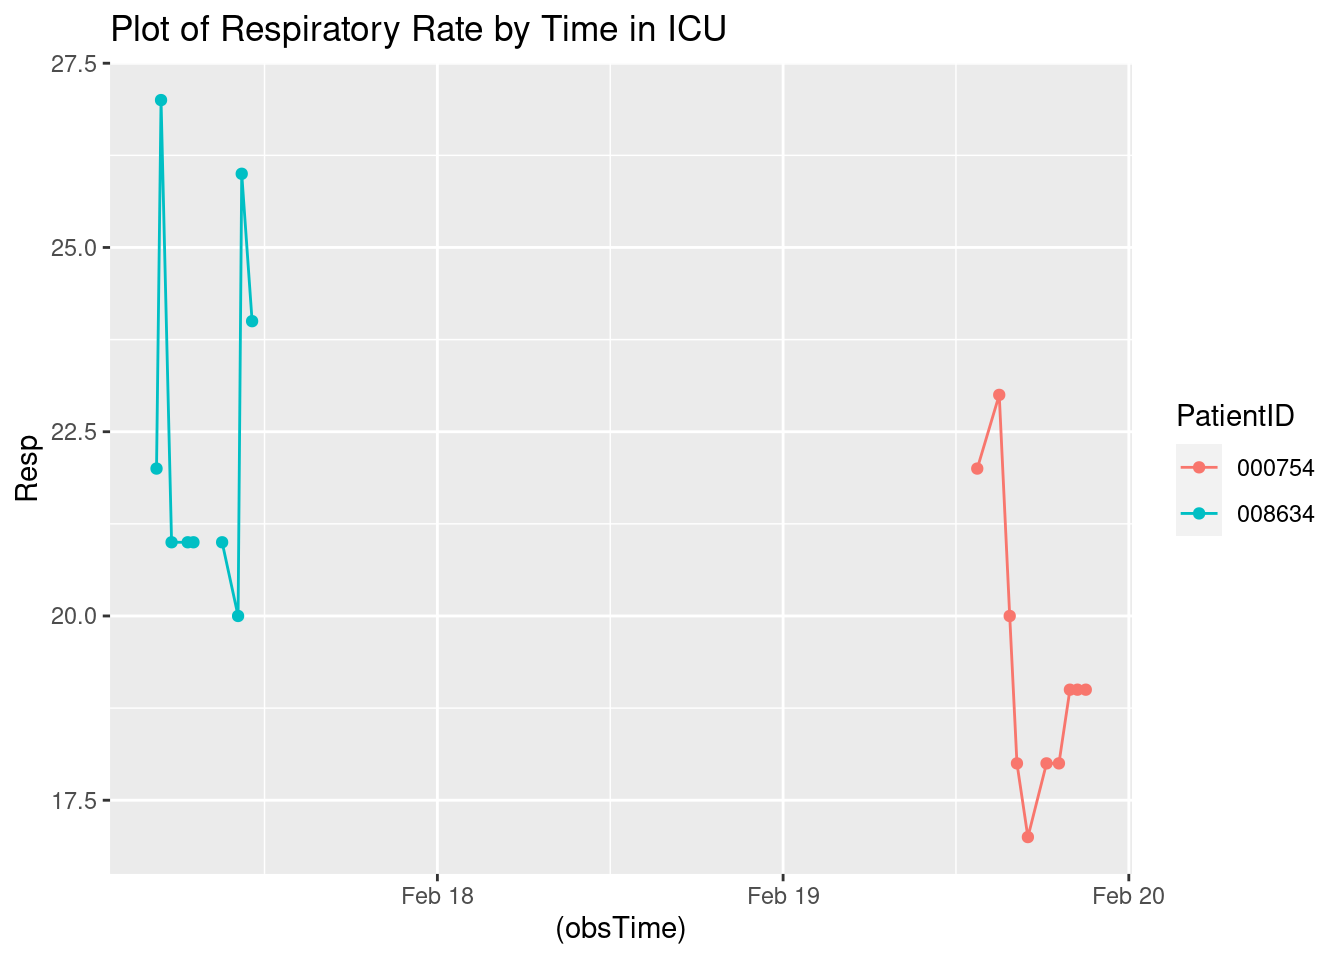 Plot of Respiratory Rate by Time in ICU
27.5
25.0
22.5
20.0
17.5
Resp
Feb 18
Feb 19
Feb 20
(obsTime)
PatientID
000754
008634